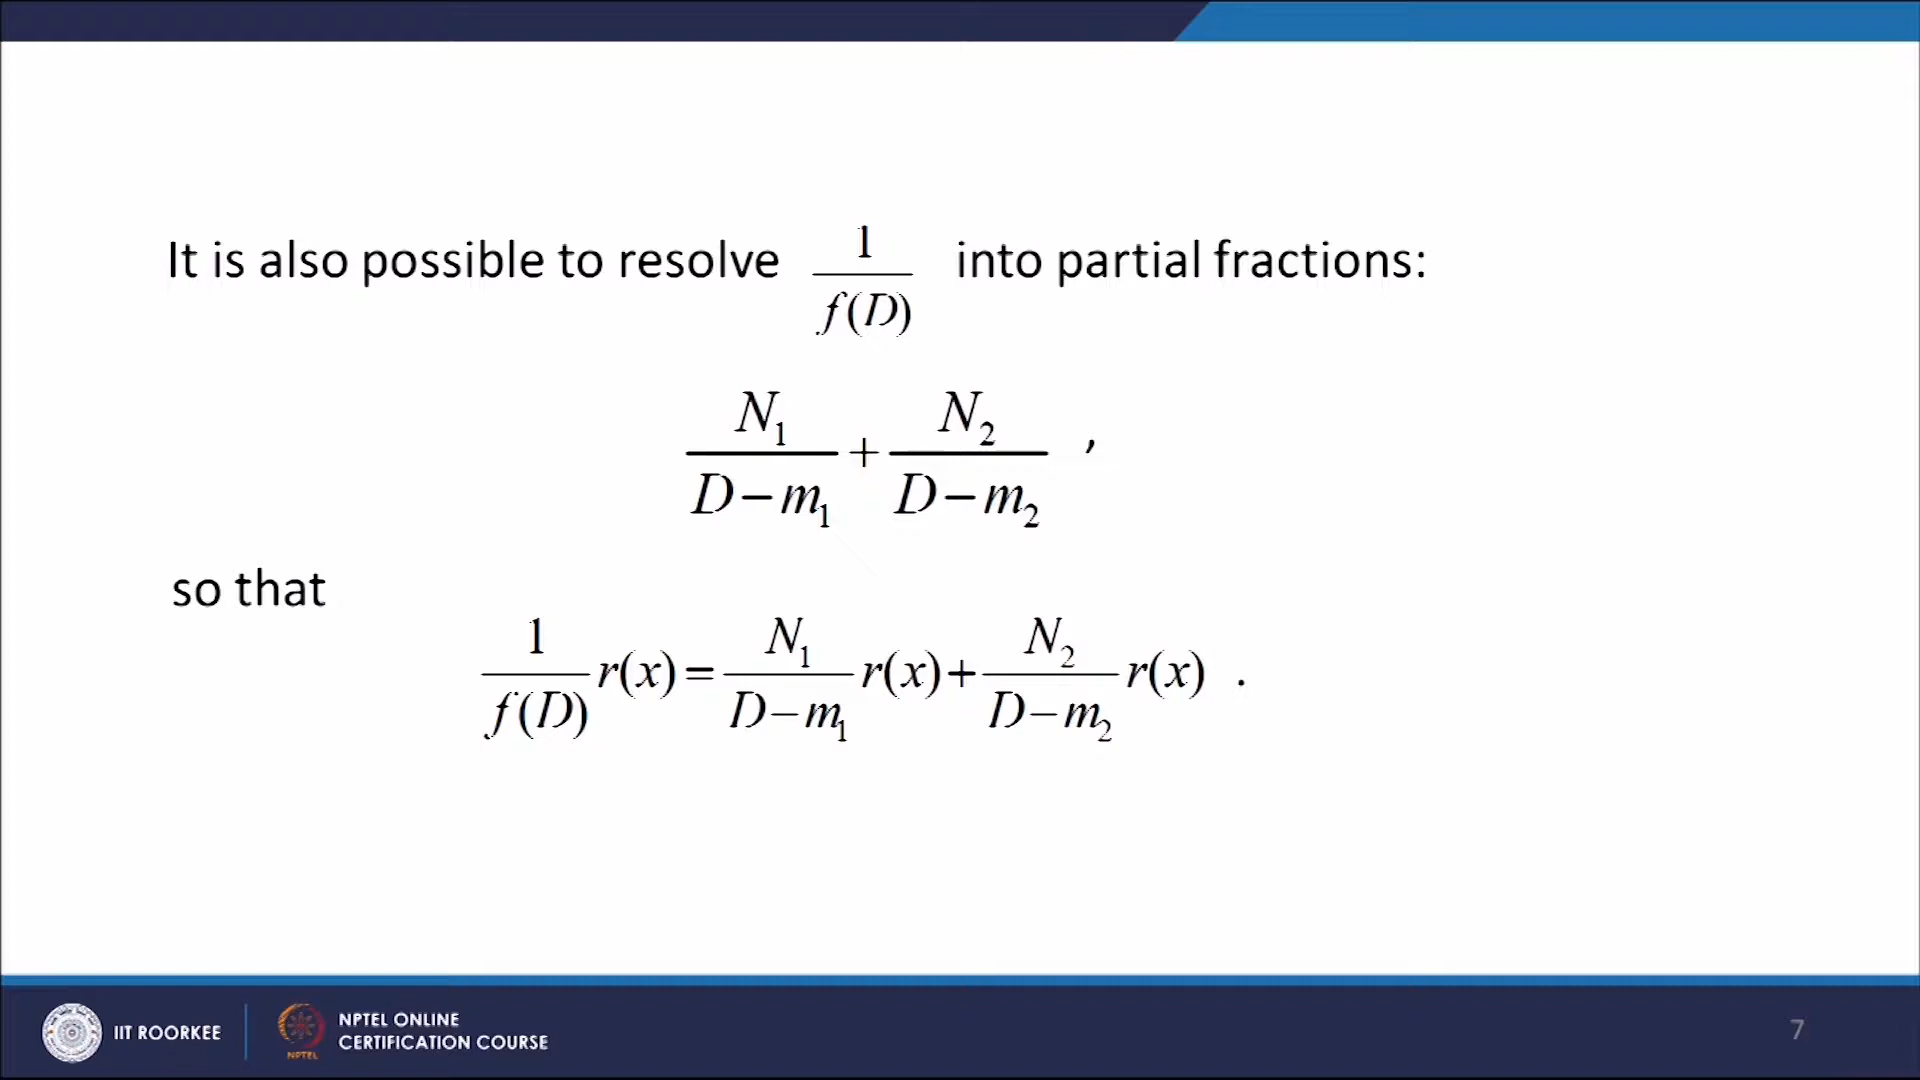 It is also possible to resolve 1/f(D) into partial fractions:
N₁/(D−m₁) + N₂/(D−m₂) ,
so that
1/f(D) r(x) = N₁/(D−m₁) r(x) + N₂/(D−m₂) r(x) .
IIT ROORKEE
NPTEL
NPTEL ONLINE
CERTIFICATION COURSE
7